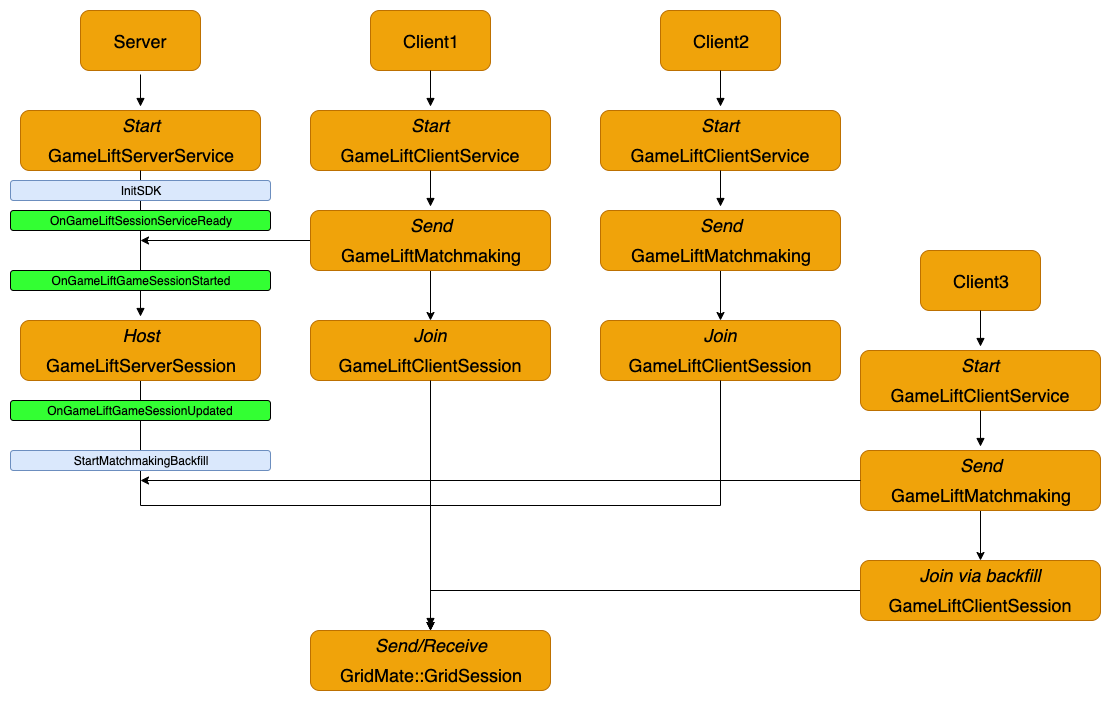 Server
Client1
Client2
Start
GameLiftServerService
Start
GameLiftClientService
Start
GameLiftClientService
InitSDK
OnGameLiftSessionServiceReady
Send
GameLiftMatchmaking
Send
GameLiftMatchmaking
OnGameLiftGameSessionStarted
Client3
Host
GameLiftServerSession
Join
GameLiftClientSession
Join
GameLiftClientSession
Start
GameLiftClientService
OnGameLiftGameSessionUpdated
StartMatchmakingBackfill
Send
GameLiftMatchmaking
Join via backfill
GameLiftClientSession
Send/Receive
GridMate::GridSession